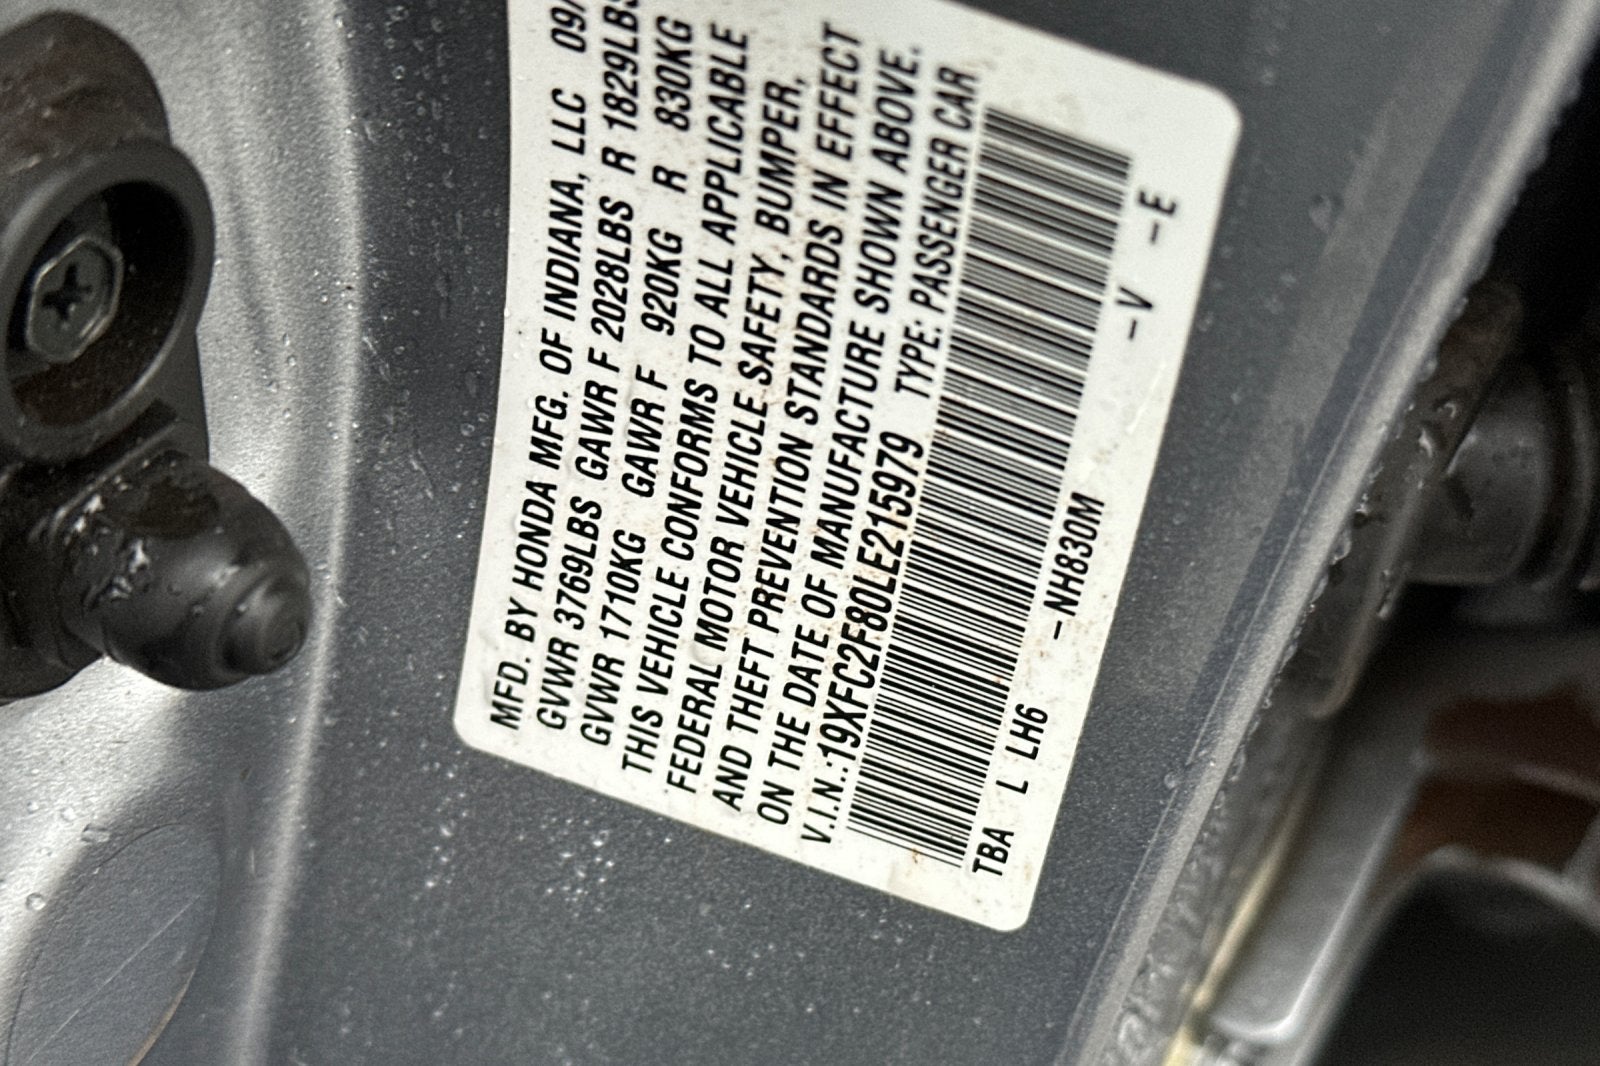 MFD. BY HONDA MFG. OF INDIANA, LLC 09/
GVWR 3769LBS GAWR F 2028LBS R 1829LBS
GVWR 1710KG GAWR F 920KG R 830KG
THIS VEHICLE CONFORMS TO ALL APPLICABLE
FEDERAL MOTOR VEHICLE SAFETY, BUMPER,
AND THEFT PREVENTION STANDARDS IN EFFECT
ON THE DATE OF MANUFACTURE SHOWN ABOVE.
V.I.N.:19XFC2F80LE215979 TYPE: PASSENGER CAR
TBA L LH6 -NH830M -V -E